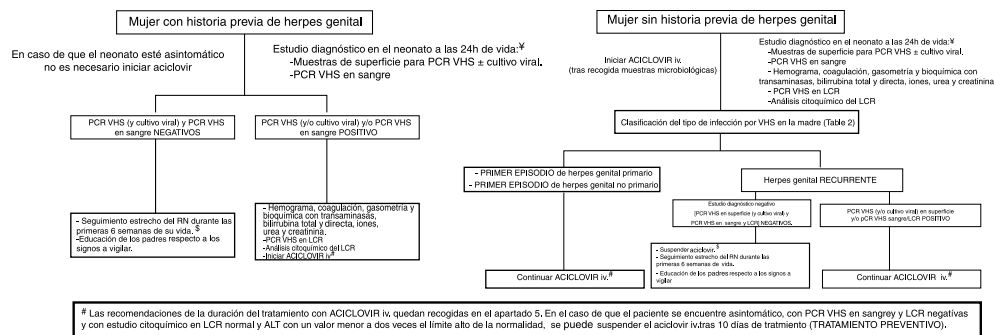 Mujer con historia previa de herpes genital
En caso de que el neonato esté asintomático
no es necesario iniciar aciclovir
Estudio diagnóstico en el neonato a las 24h de vida:¥
-Muestras de superficie para PCR VHS ± cultivo viral.
-PCR VHS en sangre
PCR VHS (y cultivo viral) y PCR VHS
en sangre NEGATIVOS
PCR VHS (y/o cultivo viral) y/o PCR VHS
en sangre POSITIVO
- Seguimiento estrecho del RN durante las
primeras 6 semanas de su vida. $
-Educación de los padres respecto a los
signos a vigilar.
- Hemograma, coagulación, gasometría y
bioquímica con transaminasas,
bilirrubina total y directa, iones,
urea y creatinina.
-PCR VHS en LCR
-Análisis citoquímico del LCR
-Iniciar ACICLOVIR iv#
Mujer sin historia previa de herpes genital
Iniciar ACICLOVIR iv.
(tras recogida muestras microbiológicas)
Estudio diagnóstico en el neonato a las 24h de vida:¥
-Muestras de superficie para PCR VHS ± cultivo viral.
-PCR VHS en sangre
- Hemograma, coagulación, gasometría y bioquímica con
transaminasas, bilirrubina total y directa, iones, urea y creatinina
- PCR VHS en LCR
-Análisis citoquímico del LCR
Clasificación del tipo de infección por VHS en la madre (Table 2)
- PRIMER EPISODIO de herpes genital primario
- PRIMER EPISODIO de herpes genital no primario
Herpes genital RECURRENTE
Estudio diagnóstico negativo
[PCR VHS en superficie (y cultivo viral) y
PCR VHS en sangre y LCR] NEGATIVOS.
PCR VHS (y/o cultivo viral) en superficie
y/o pCR VHS sangre/LCR POSITIVO
Continuar ACICLOVIR iv.#
- Suspender aciclovir.$
- Seguimiento estrecho del RN durante las
primeras 6 semanas de vida.
- Educación de los padres respecto a los signos a
vigilar
Continuar ACICLOVIR iv.#
# Las recomendaciones de la duración del tratamiento con ACICLOVIR iv. quedan recogidas en el apartado 5. En el caso de que el paciente se encuentre asintomático, con PCR VHS en sangrey y LCR negatívas
y con estudio citoquímico en LCR normal y ALT con un valor menor a dos veces el límite alto de la normalidad, se puede suspender el aciclovir iv.tras 10 días de tratmiento (TRATAMIENTO PREVENTIVO).